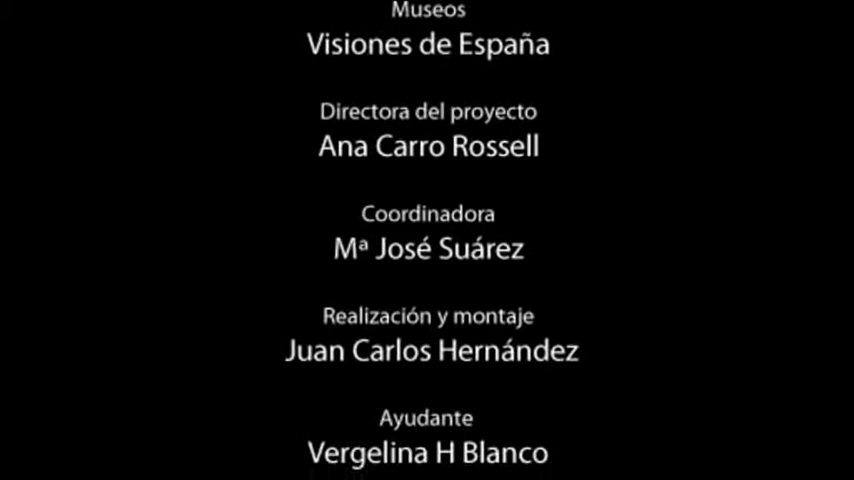 Museos
Visiones de España
Directora del proyecto
Ana Carro Rossell
Coordinadora
Mª José Suárez
Realización y montaje
Juan Carlos Hernández
Ayudante
Vergelina H Blanco